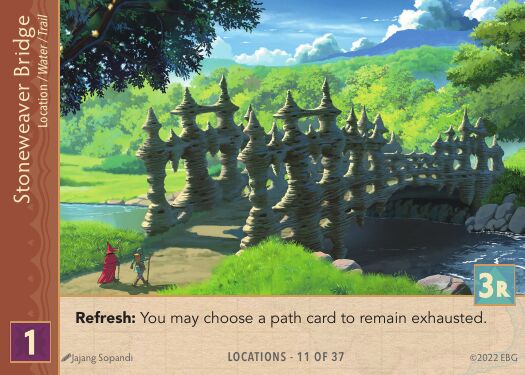 Stoneweaver Bridge
Location / Water / Trail
3R
Refresh: You may choose a path card to remain exhausted.
1
Jajang Sopandi
LOCATIONS - 11 OF 37
©2022 EBG